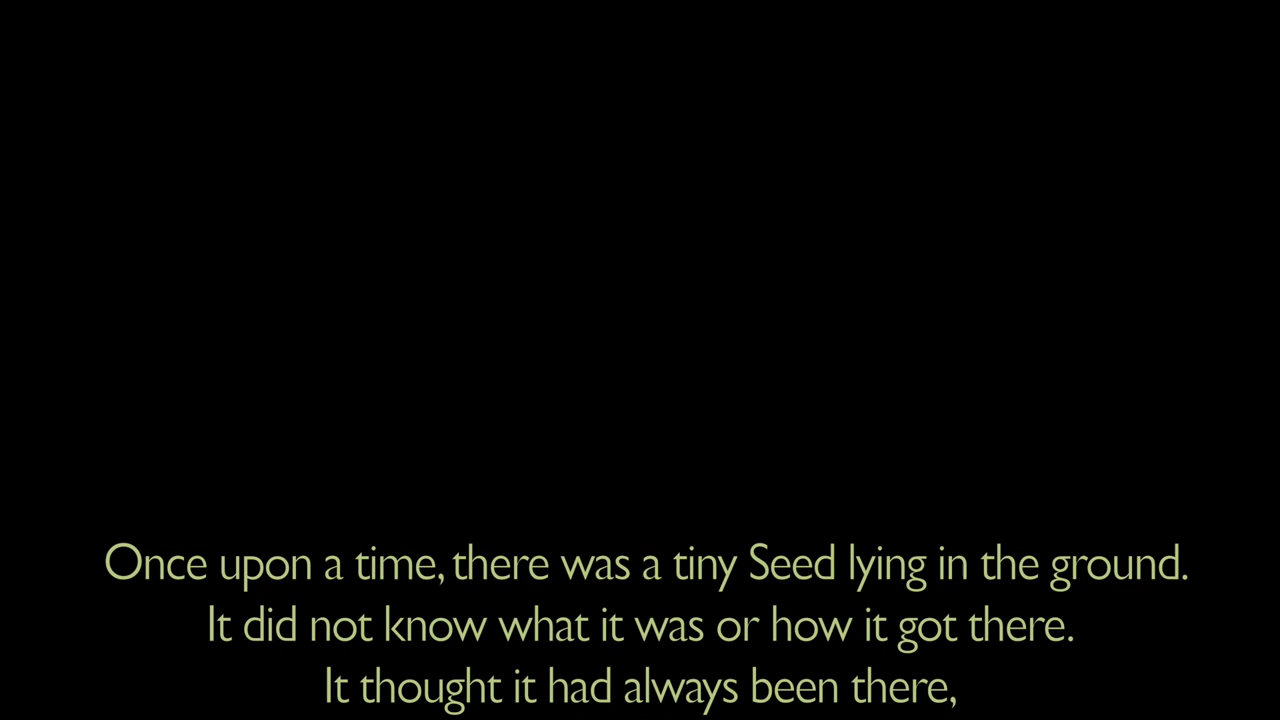 Once upon a time, there was a tiny Seed lying in the ground.
It did not know what it was or how it got there.
It thought it had always been there,